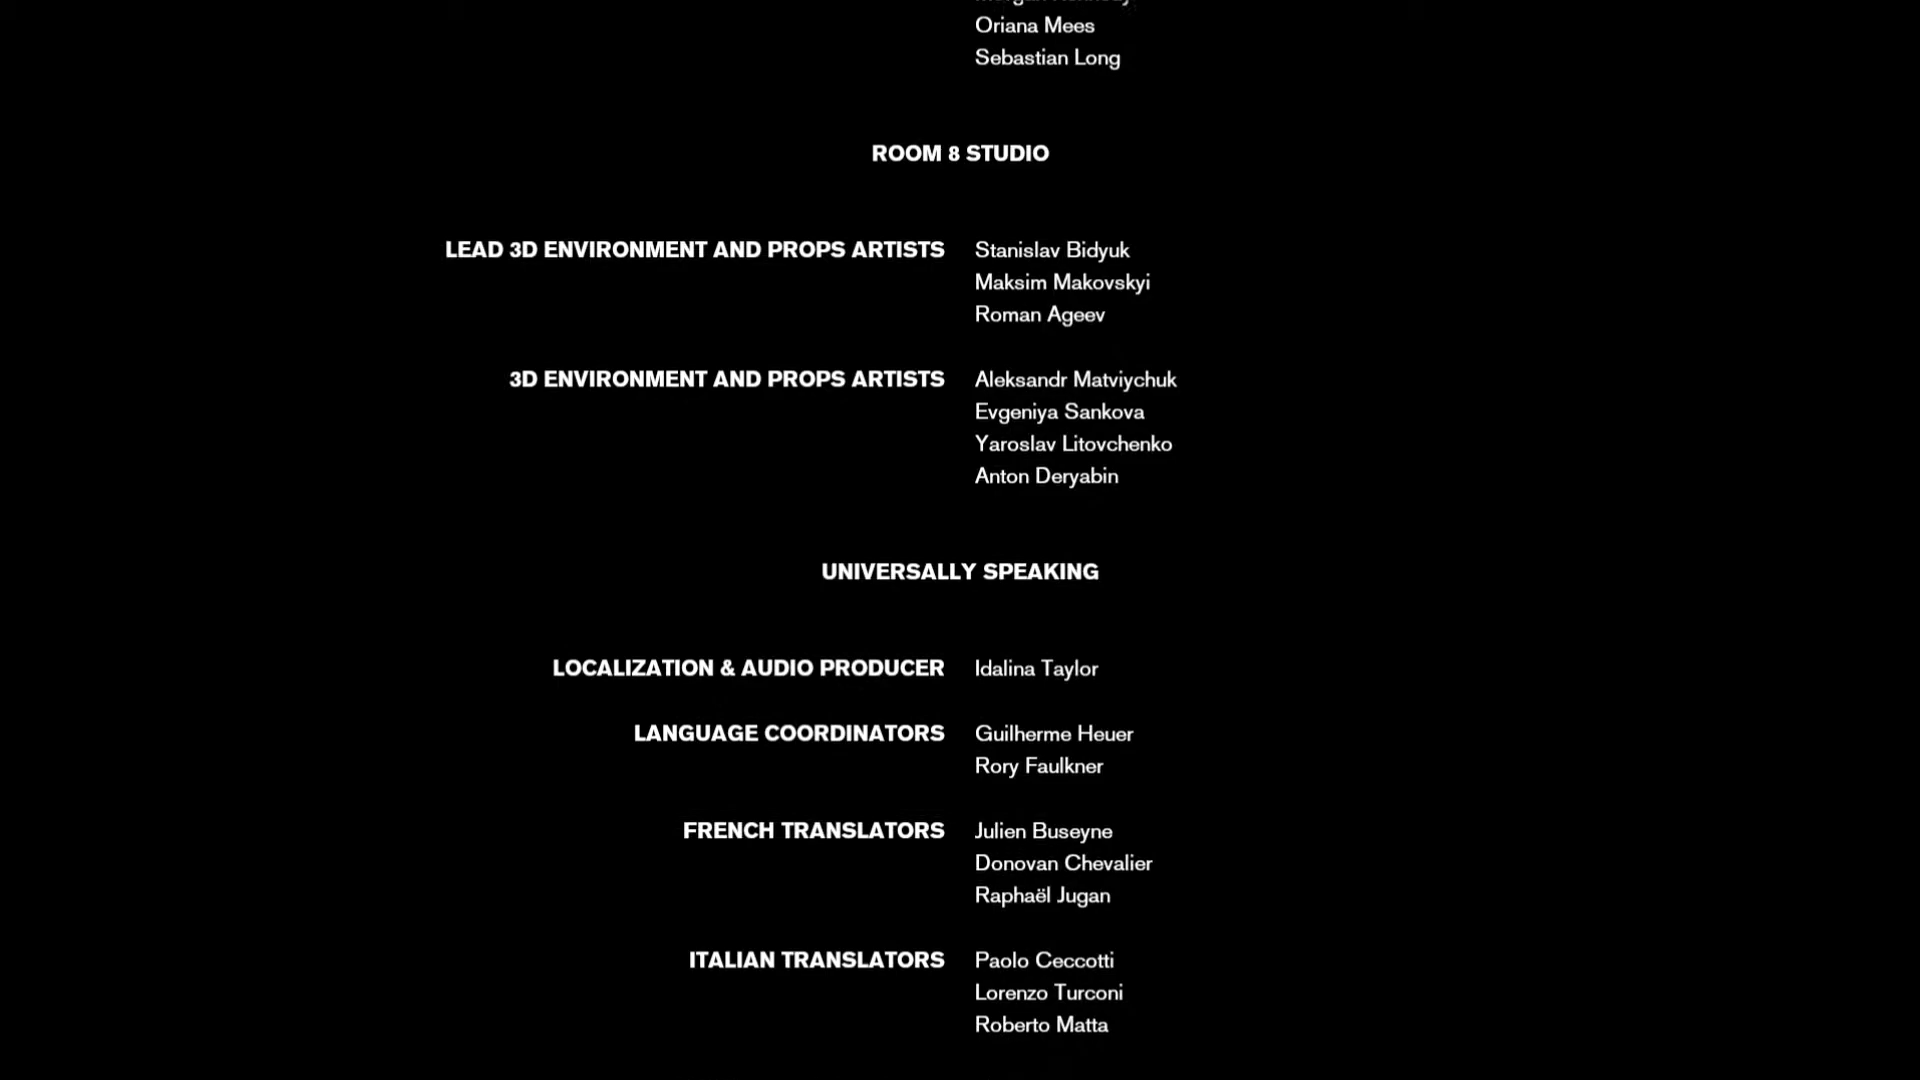 Oriana Mees
Sebastian Long
ROOM 8 STUDIO
LEAD 3D ENVIRONMENT AND PROPS ARTISTS Stanislav Bidyuk
Maksim Makovskyi
Roman Ageev
3D ENVIRONMENT AND PROPS ARTISTS Aleksandr Matviychuk
Evgeniya Sankova
Yaroslav Litovchenko
Anton Deryabin
UNIVERSALLY SPEAKING
LOCALIZATION & AUDIO PRODUCER Idalina Taylor
LANGUAGE COORDINATORS Guilherme Heuer
Rory Faulkner
FRENCH TRANSLATORS Julien Buseyne
Donovan Chevalier
Raphaël Jugan
ITALIAN TRANSLATORS Paolo Ceccotti
Lorenzo Turconi
Roberto Matta